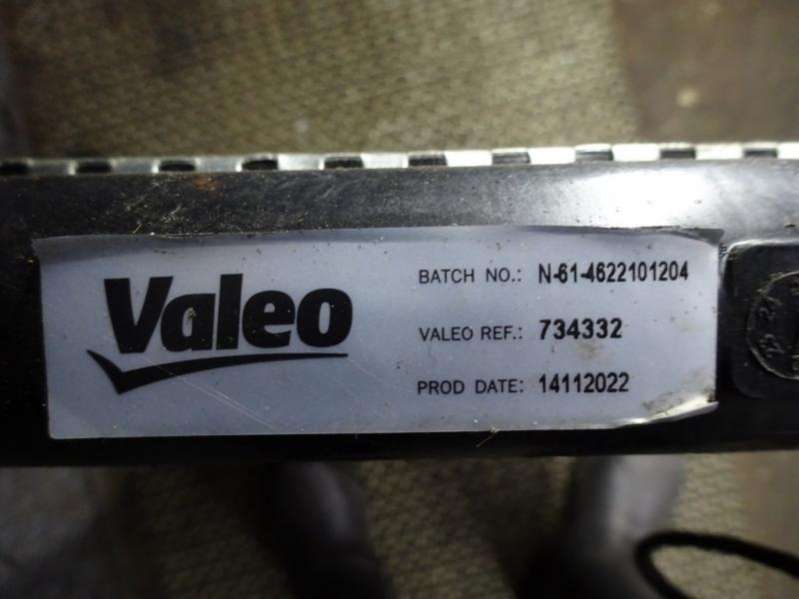 Valeo
BATCH NO.: N-61-4622101204
VALEO REF.: 734332
PROD DATE: 14112022